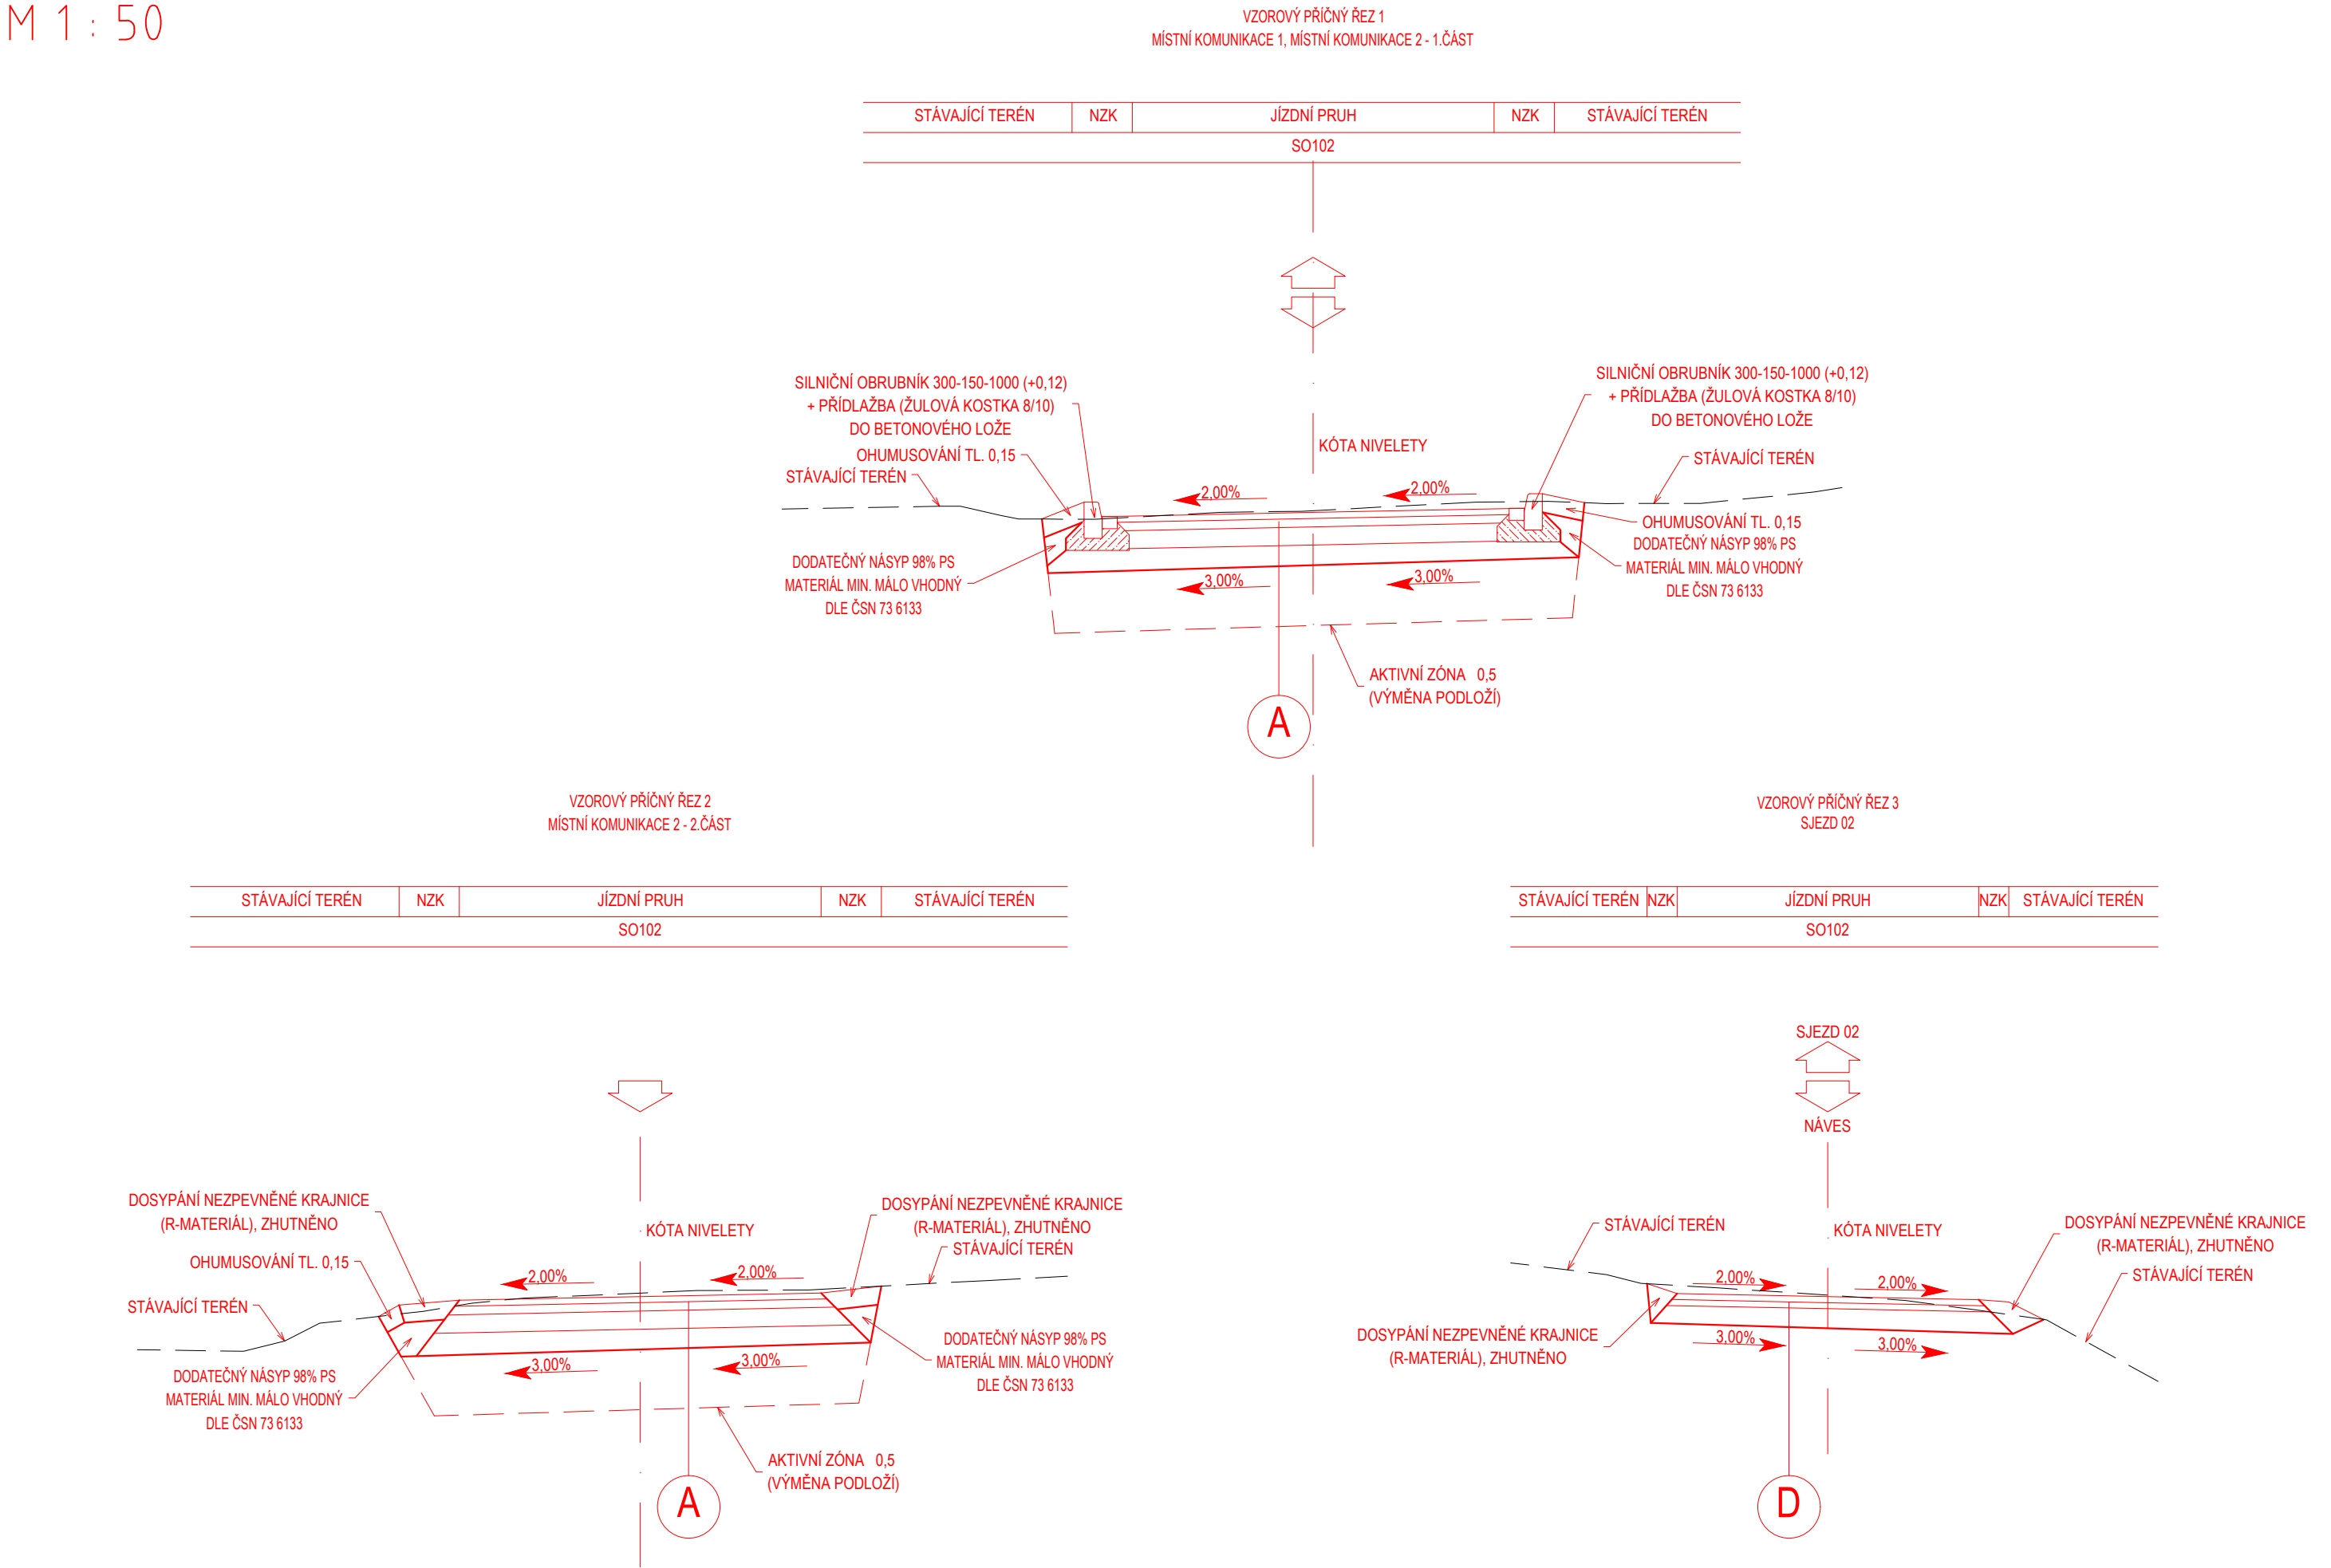 M 1 : 50
VZOROVÝ PŘÍČNÝ ŘEZ 1
MÍSTNÍ KOMUNIKACE 1, MÍSTNÍ KOMUNIKACE 2 - 1.ČÁST
STÁVAJÍCÍ TERÉN NZK JÍZDNÍ PRUH NZK STÁVAJÍCÍ TERÉN
SO102
SILNIČNÍ OBRUBNÍK 300-150-1000 (+0,12)
+ PŘÍDLAŽBA (ŽULOVÁ KOSTKA 8/10)
DO BETONOVÉHO LOŽE
OHUMUSOVÁNÍ TL. 0,15
STÁVAJÍCÍ TERÉN
DODATEČNÝ NÁSYP 98% PS
MATERIÁL MIN. MÁLO VHODNÝ
DLE ČSN 73 6133
KÓTA NIVELETY
2,00% 2,00%
3,00% 3,00%
SILNIČNÍ OBRUBNÍK 300-150-1000 (+0,12)
+ PŘÍDLAŽBA (ŽULOVÁ KOSTKA 8/10)
DO BETONOVÉHO LOŽE
STÁVAJÍCÍ TERÉN
OHUMUSOVÁNÍ TL. 0,15
DODATEČNÝ NÁSYP 98% PS
MATERIÁL MIN. MÁLO VHODNÝ
DLE ČSN 73 6133
AKTIVNÍ ZÓNA 0,5
(VÝMĚNA PODLOŽÍ)
A
VZOROVÝ PŘÍČNÝ ŘEZ 2
MÍSTNÍ KOMUNIKACE 2 - 2.ČÁST
STÁVAJÍCÍ TERÉN NZK JÍZDNÍ PRUH NZK STÁVAJÍCÍ TERÉN
SO102
DOSYPÁNÍ NEZPEVNĚNÉ KRAJNICE
(R-MATERIÁL), ZHUTNĚNO
OHUMUSOVÁNÍ TL. 0,15
STÁVAJÍCÍ TERÉN
DODATEČNÝ NÁSYP 98% PS
MATERIÁL MIN. MÁLO VHODNÝ
DLE ČSN 73 6133
KÓTA NIVELETY
2,00% 2,00%
3,00% 3,00%
DOSYPÁNÍ NEZPEVNĚNÉ KRAJNICE
(R-MATERIÁL), ZHUTNĚNO
STÁVAJÍCÍ TERÉN
DODATEČNÝ NÁSYP 98% PS
MATERIÁL MIN. MÁLO VHODNÝ
DLE ČSN 73 6133
AKTIVNÍ ZÓNA 0,5
(VÝMĚNA PODLOŽÍ)
A
VZOROVÝ PŘÍČNÝ ŘEZ 3
SJEZD 02
STÁVAJÍCÍ TERÉN NZK JÍZDNÍ PRUH NZK STÁVAJÍCÍ TERÉN
SO102
SJEZD 02
NÁVES
STÁVAJÍCÍ TERÉN
KÓTA NIVELETY
DOSYPÁNÍ NEZPEVNĚNÉ KRAJNICE
(R-MATERIÁL), ZHUTNĚNO
STÁVAJÍCÍ TERÉN
2,00% 2,00%
3,00% 3,00%
DOSYPÁNÍ NEZPEVNĚNÉ KRAJNICE
(R-MATERIÁL), ZHUTNĚNO
D